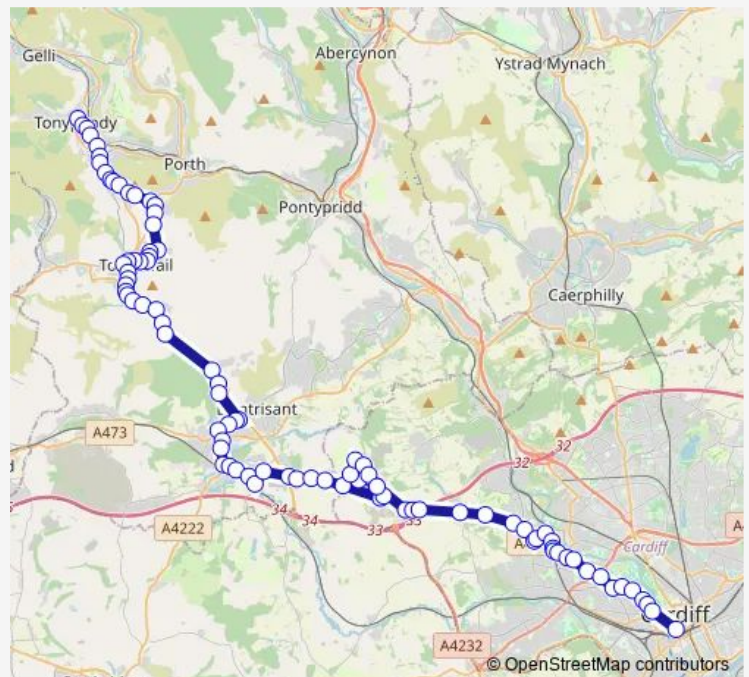 Gelli
Abercynon
Ystrad Mynach
Porth
Pontypridd
Caerphilly
A473
32
32
A4222
34
34
33
33
Cardiff
A4232
© OpenStreetMap contributors